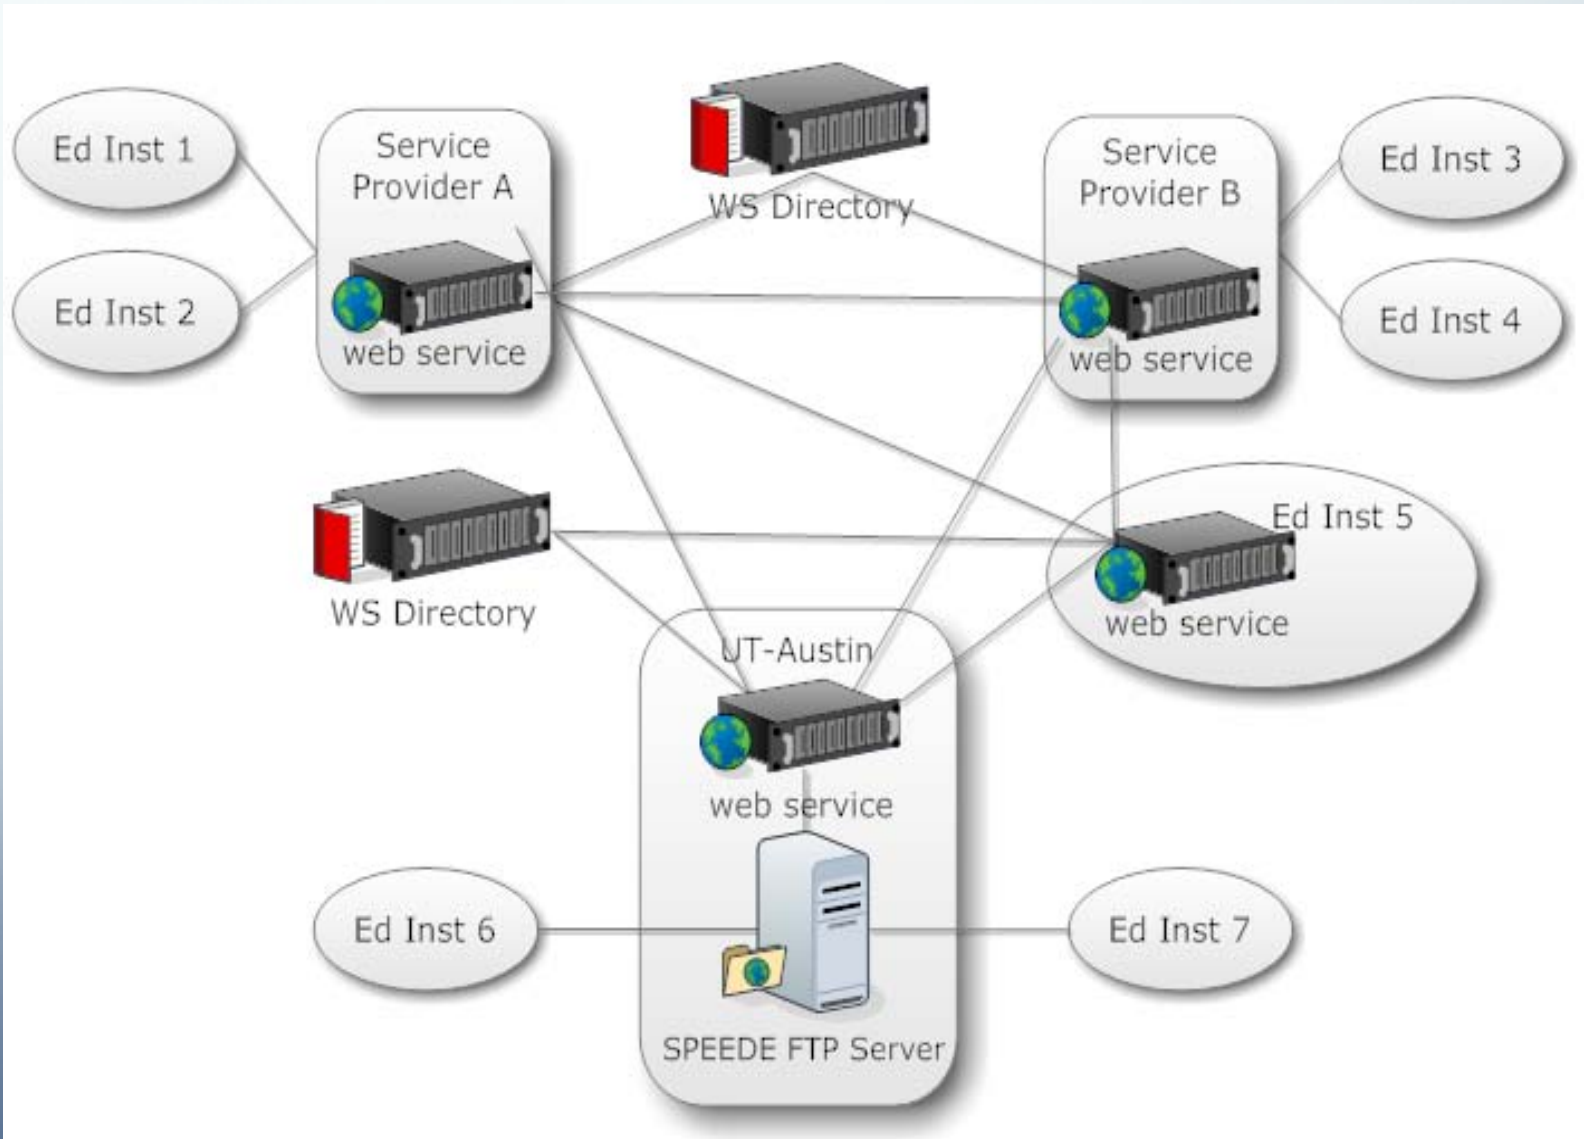 Ed Inst 1
Ed Inst 2
Service
Provider A
web service
WS Directory
Service
Provider B
web service
Ed Inst 3
Ed Inst 4
WS Directory
Ed Inst 5
web service
UT-Austin
web service
Ed Inst 6
Ed Inst 7
SPEEDE FTP Server